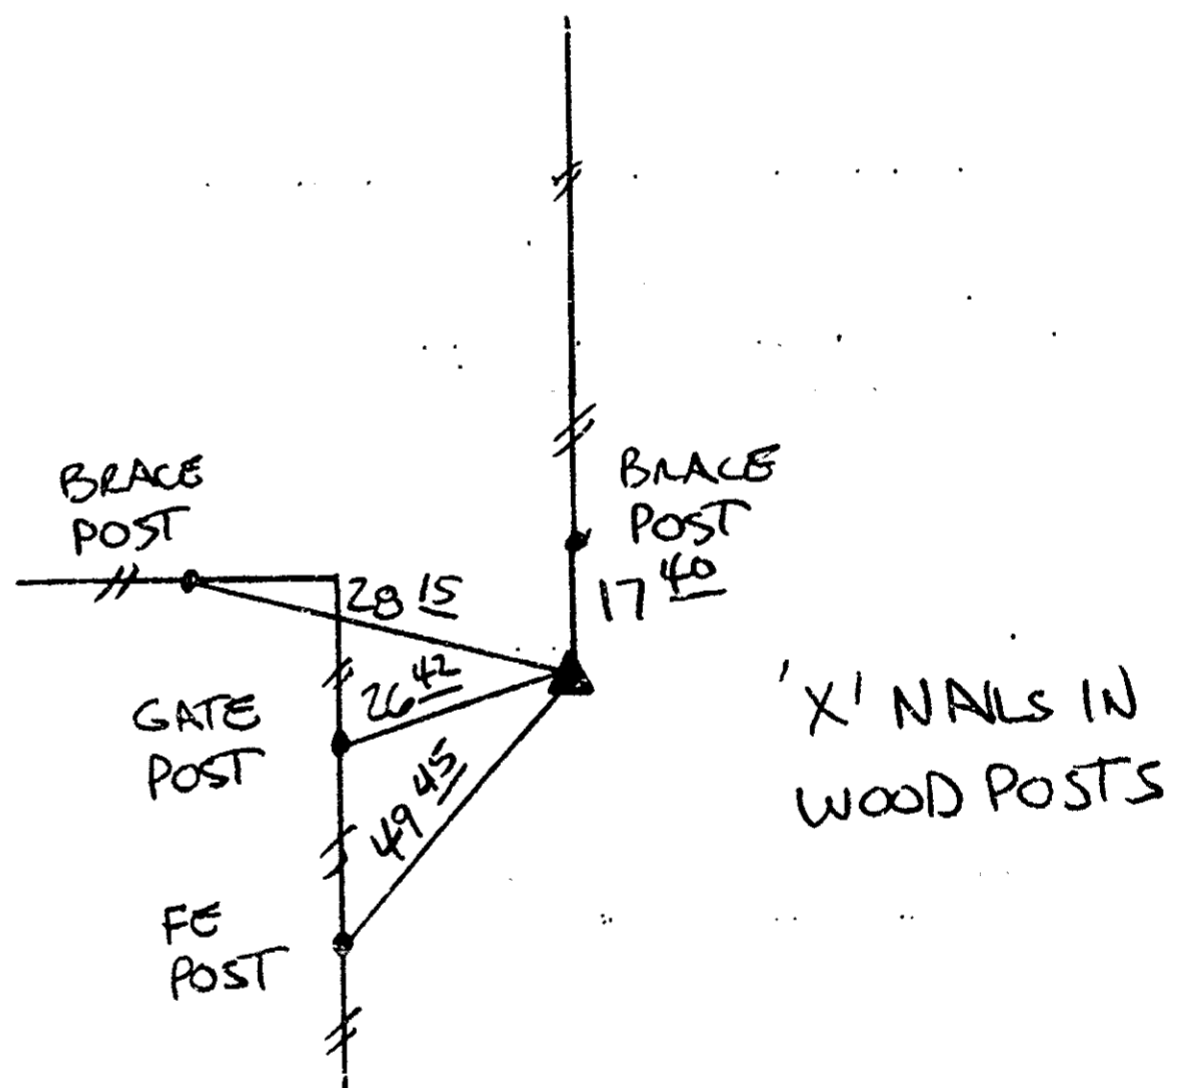 BRACE
POST
BRACE
POST
17 40
28 15
26 42
GATE
POST
49 45
'X' NAILS IN
WOOD POSTS
FE
POST